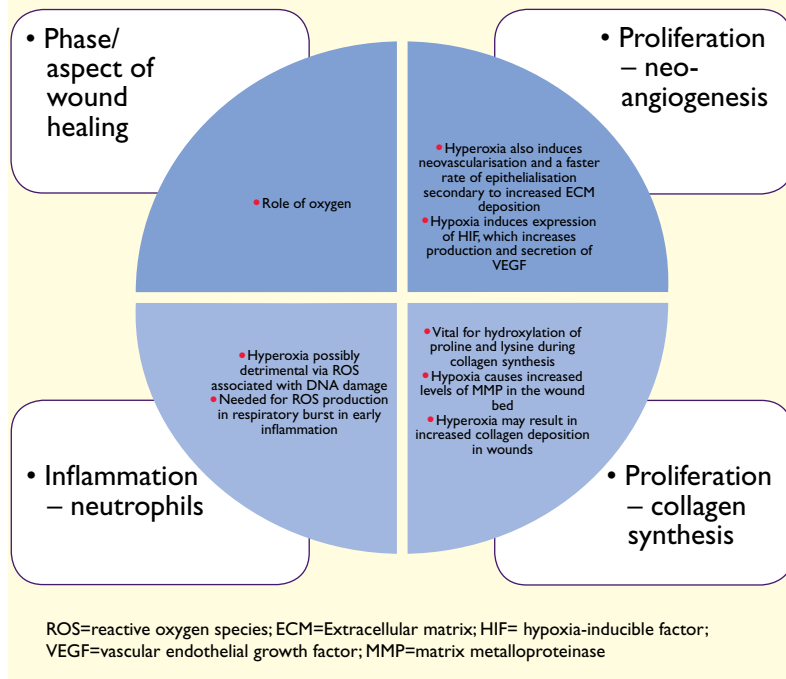 • Phase/
aspect of
wound
healing
• Proliferation
– neo-
angiogenesis
• Role of oxygen
• Hyperoxia also induces
neovascularisation and a faster
rate of epithelialisation
secondary to increased ECM
deposition
• Hypoxia induces expression
of HIF, which increases
production and secretion of
VEGF
• Hyperoxia possibly
detrimental via ROS
associated with DNA damage
• Needed for ROS production
in respiratory burst in early
inflammation
• Vital for hydroxylation of
proline and lysine during
collagen synthesis
• Hypoxia causes increased
levels of MMP in the wound
bed
• Hyperoxia may result in
increased collagen deposition
in wounds
• Inflammation
– neutrophils
• Proliferation
– collagen
synthesis
ROS=reactive oxygen species; ECM=Extracellular matrix; HIF= hypoxia-inducible factor;
VEGF=vascular endothelial growth factor; MMP=matrix metalloproteinase